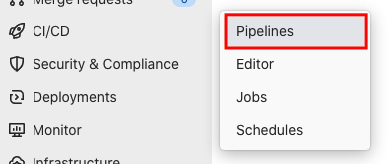 Merge requests
CI/CD
Security & Compliance
Deployments
Monitor
Infrastructure
Pipelines
Editor
Jobs
Schedules